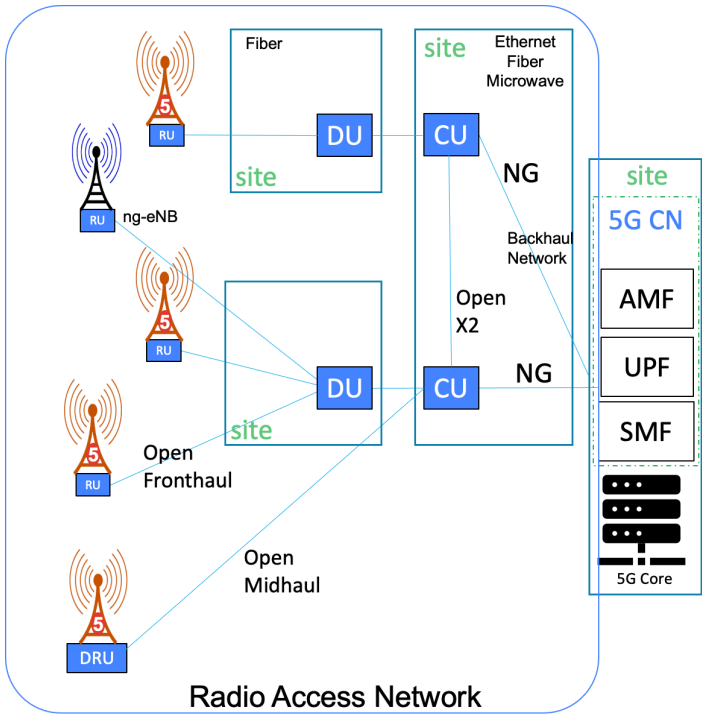 Fiber
site
Ethernet
Fiber
Microwave
5
RU
DU
CU
site
NG
site
RU
ng-eNB
5G CN
Backhaul
Network
5
RU
Open
X2
AMF
UPF
SMF
DU
CU
NG
site
5
RU
Open
Fronthaul
5G Core
Open
Midhaul
5
DRU
Radio Access Network